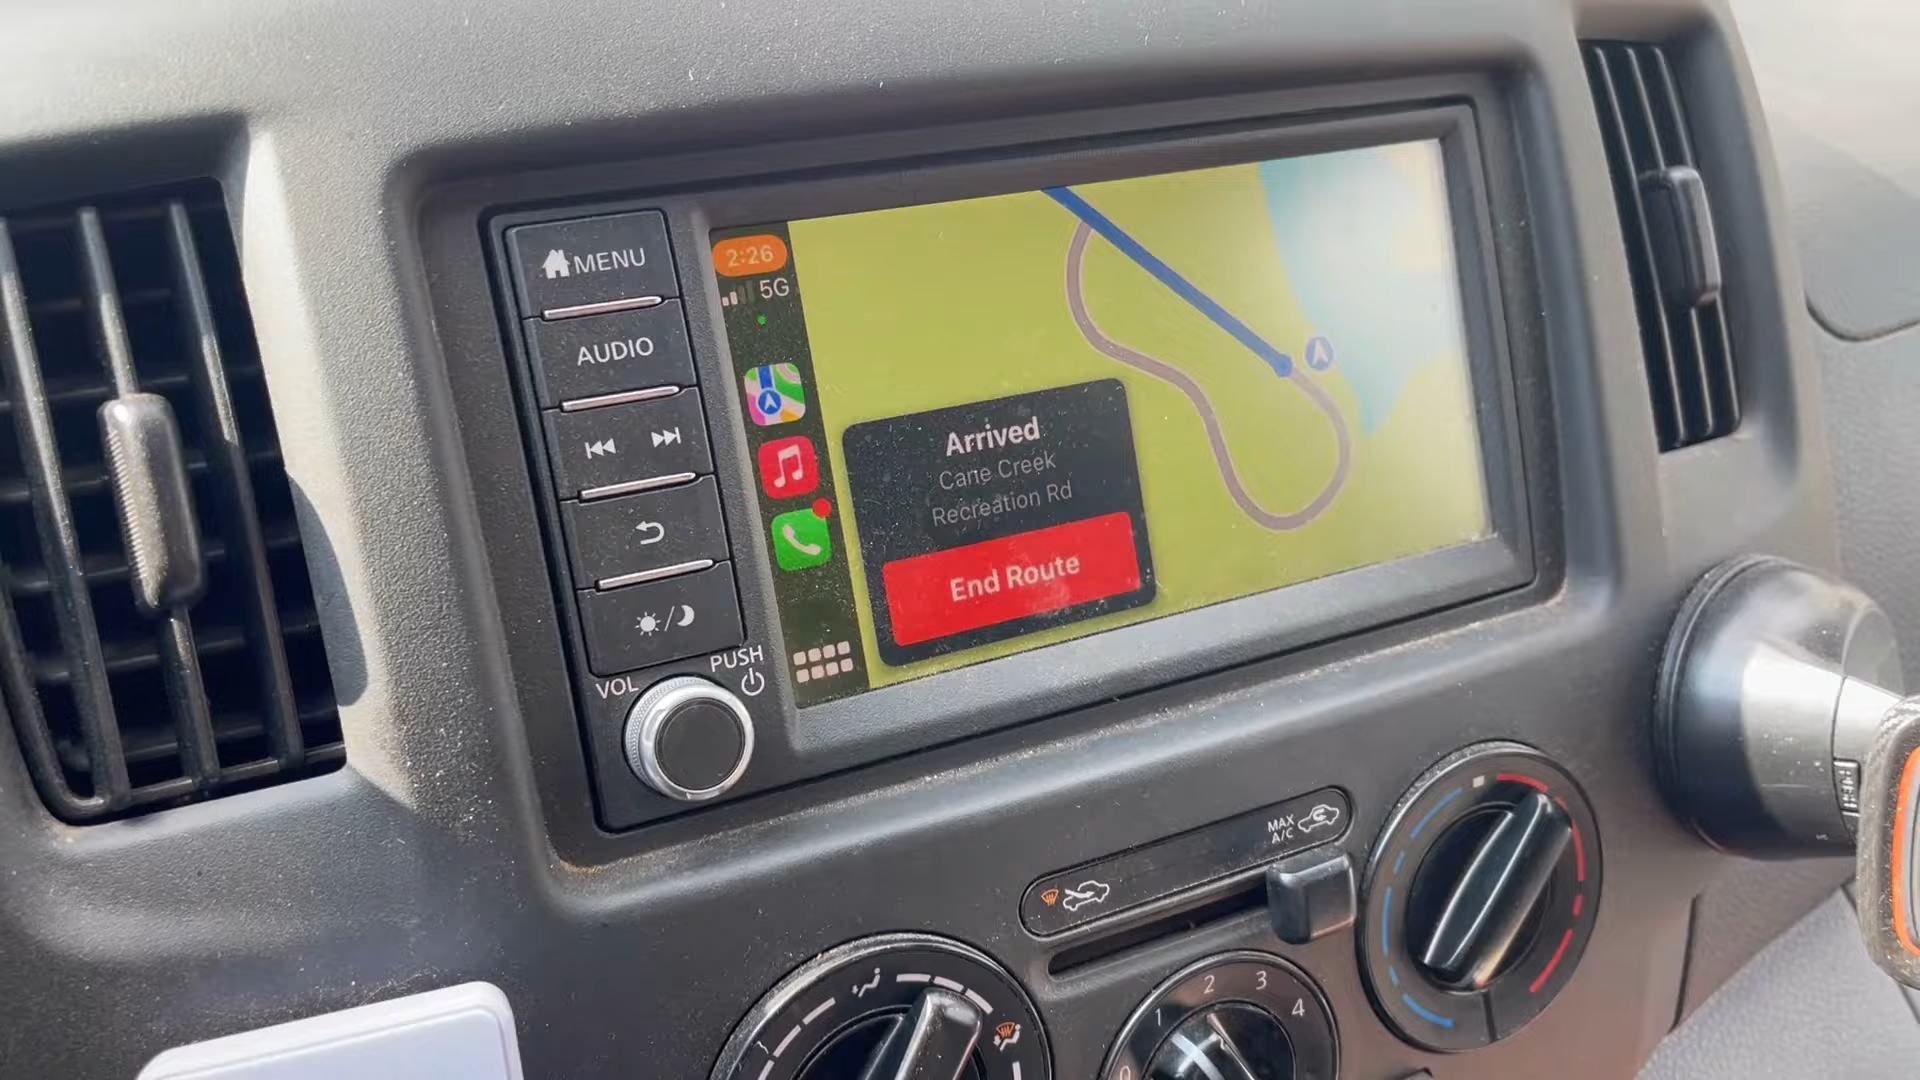 MENU
AUDIO
VOL
PUSH
2:26
5G
Arrived
Cane Creek
Recreation Rd
End Route
MAX
A/C
0
1
2
3
4